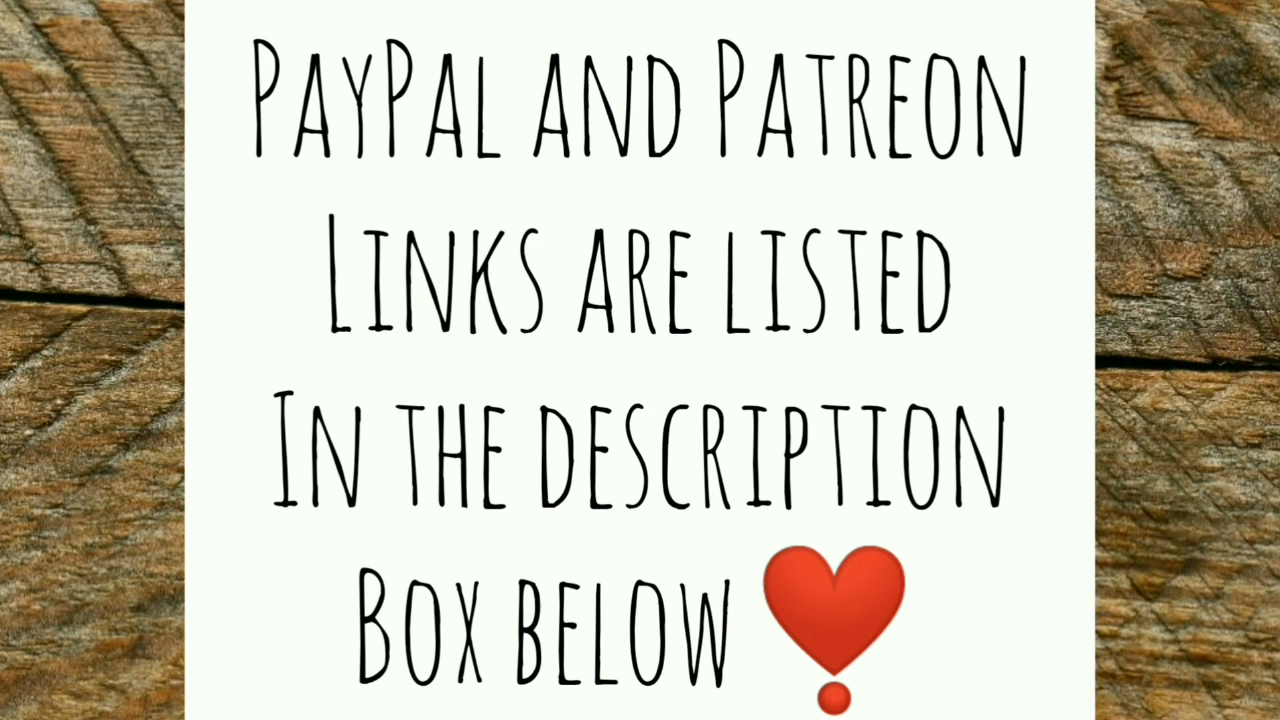 PayPal and Patreon
Links are listed
In the description
Box below ❣️